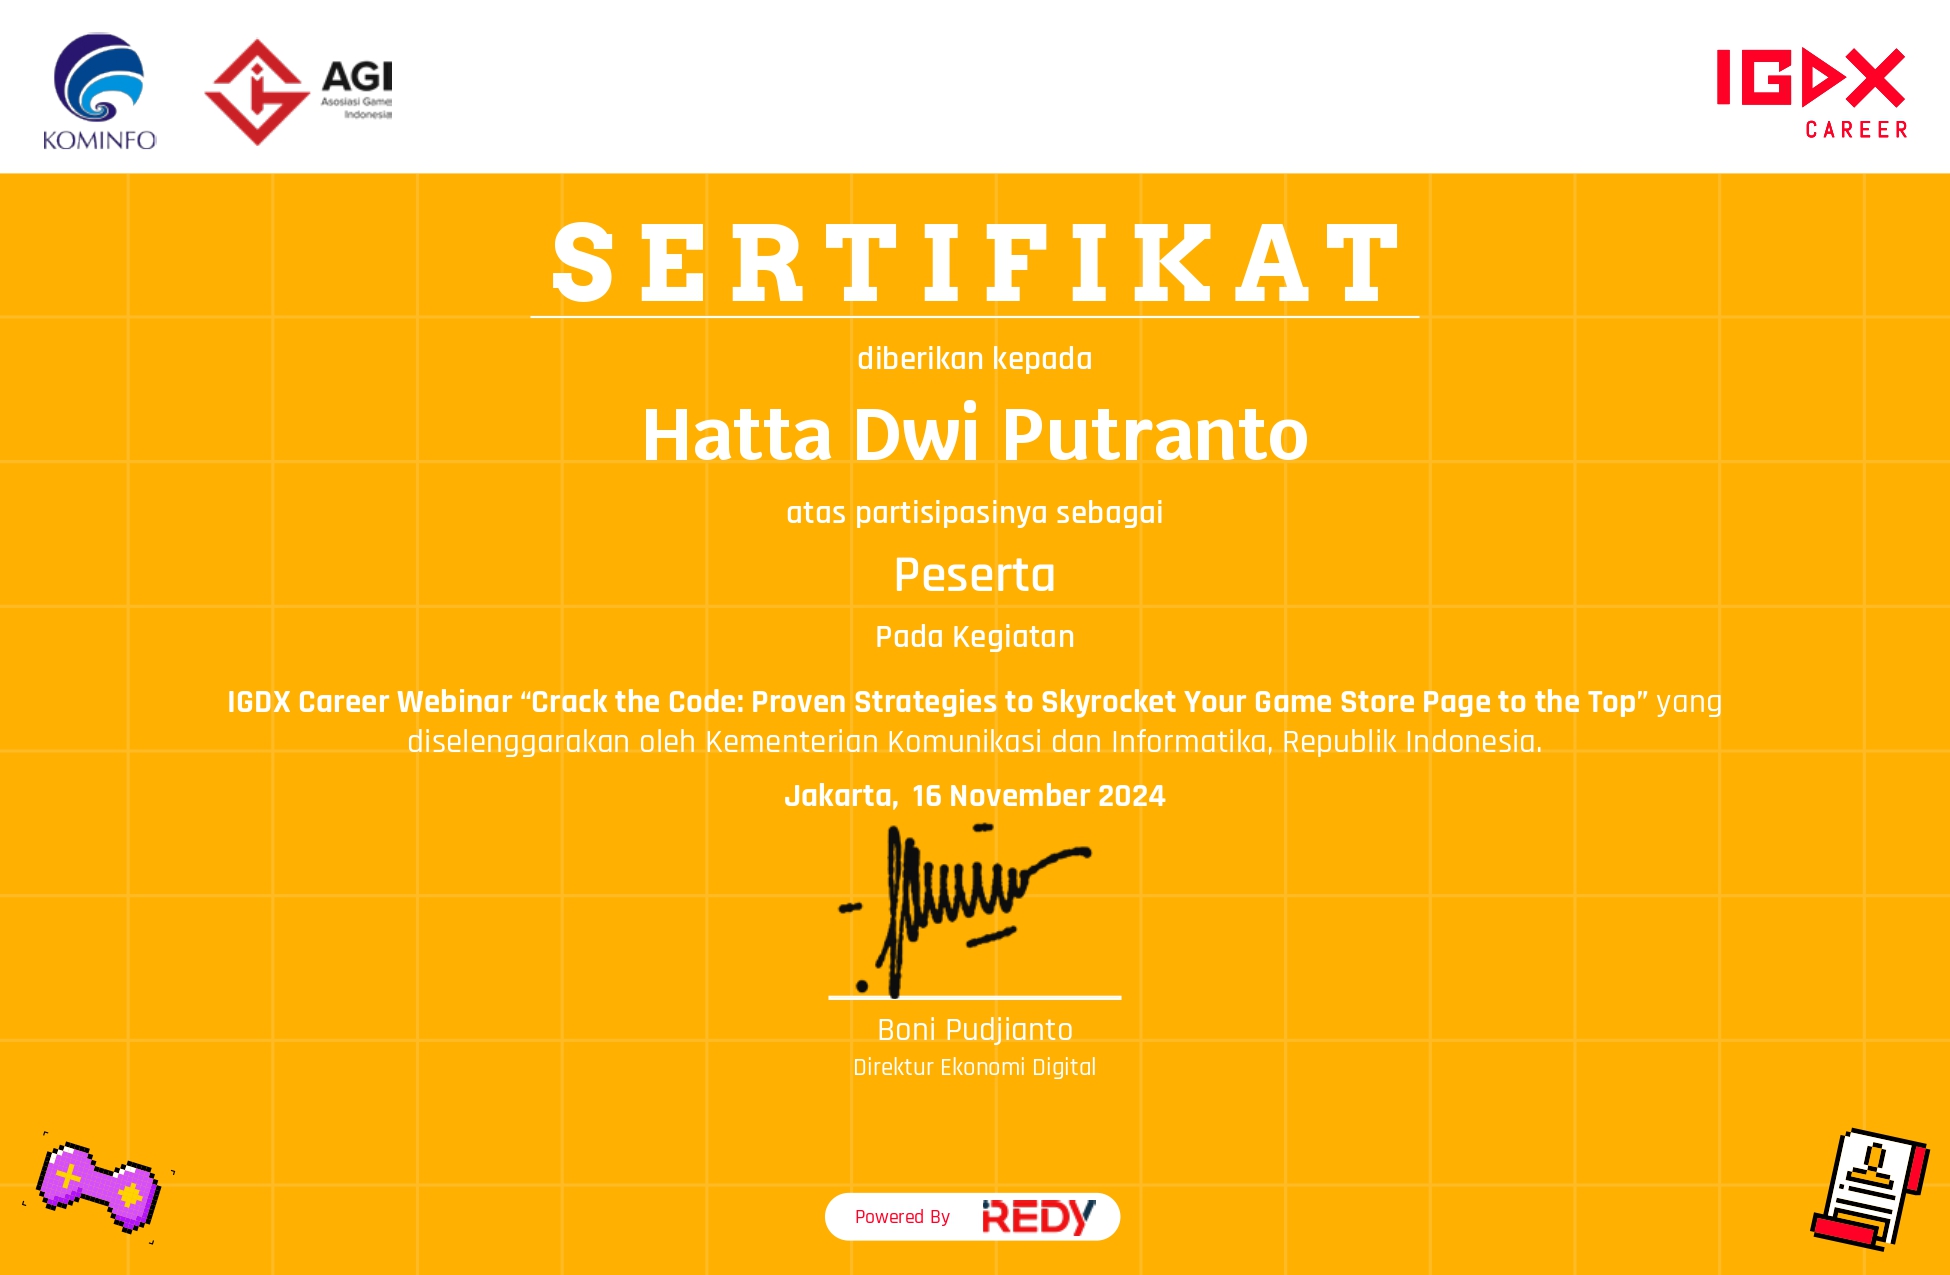 KOMINFO
AGI
Asosiasi Game
Indonesia
IGDX
CAREER
SERTIFIKAT
diberikan kepada
Hatta Dwi Putranto
atas partisipasinya sebagai
Peserta
Pada Kegiatan
IGDX Career Webinar “Crack the Code: Proven Strategies to Skyrocket Your Game Store Page to the Top” yang
diselenggarakan oleh Kementerian Komunikasi dan Informatika, Republik Indonesia.
Jakarta, 16 November 2024
Boni Pudjianto
Direktur Ekonomi Digital
Powered By REDY